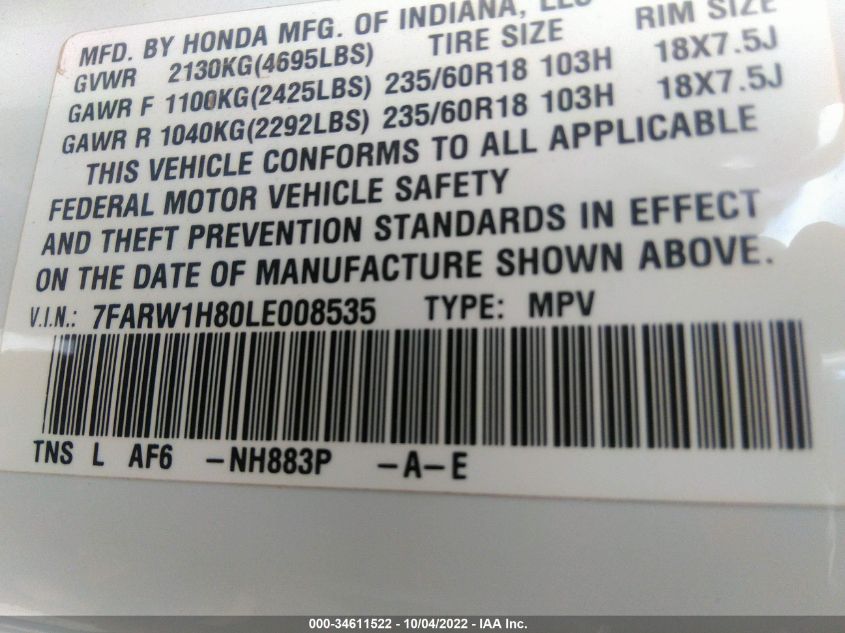 MFD. BY HONDA MFG. OF INDIANA, LLC
TIRE SIZE RIM SIZE
GVWR 2130KG(4695LBS)
GAWR F 1100KG(2425LBS) 235/60R18 103H 18X7.5J
GAWR R 1040KG(2292LBS) 235/60R18 103H 18X7.5J
THIS VEHICLE CONFORMS TO ALL APPLICABLE
FEDERAL MOTOR VEHICLE SAFETY
AND THEFT PREVENTION STANDARDS IN EFFECT
ON THE DATE OF MANUFACTURE SHOWN ABOVE.
V.I.N.: 7FARW1H80LE008535 TYPE: MPV
TNS L AF6 -NH883P -A-E
000-34611522 - 10/04/2022 - IAA Inc.